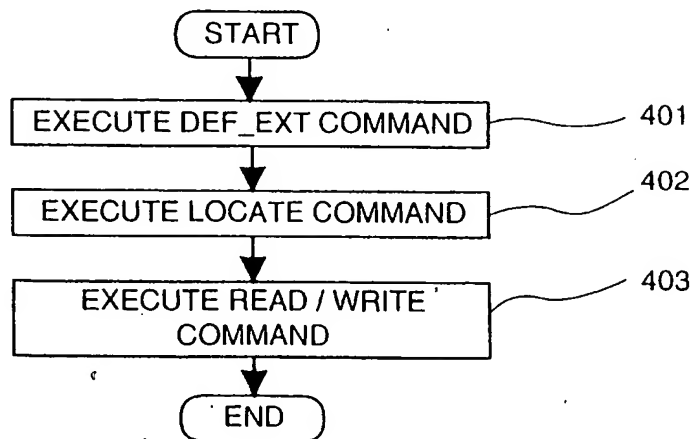 START
EXECUTE DEF_EXT COMMAND
401
EXECUTE LOCATE COMMAND
402
EXECUTE READ / WRITE
COMMAND
403
END